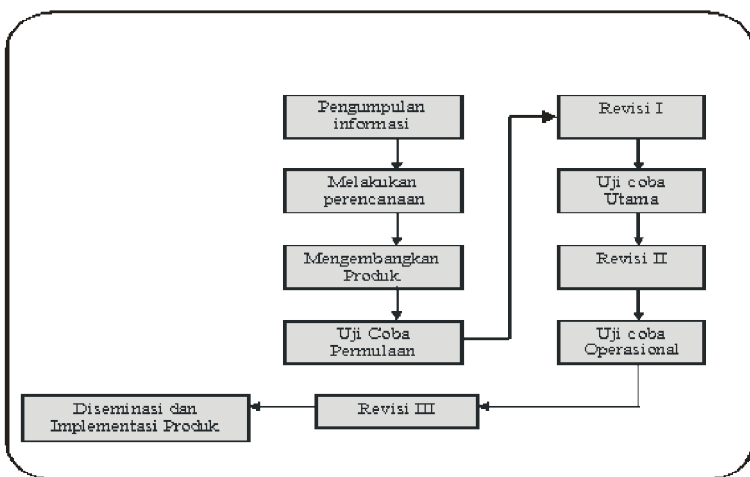 Pengumpulan
informasi
Melakukan
perencanaan
Mengembangkan
Produk
Uji Coba
Permulaan
Revisi I
Uji coba
Utama
Revisi II
Uji coba
Operasional
Revisi III
Diseminasi dan
Implementasi Produk